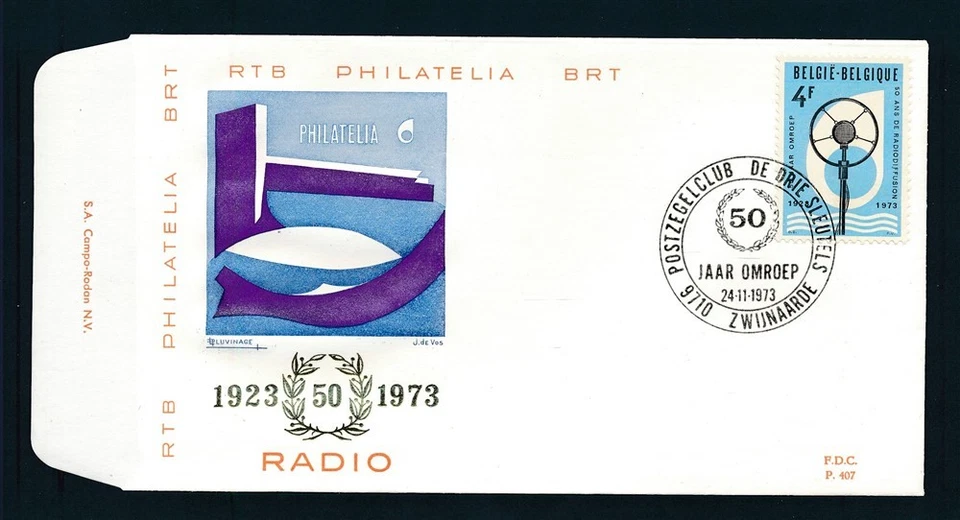 RTB PHILATELIA BRT
RTB PHILATELIA BRT
S.A. Campo-Rodan N.V.
PHILATELIA
LUVINAGE
J. de Vos
1923 50 1973
RADIO
BELGIË-BELGIQUE
4F
JAAR OMROEP
50 ANS DE RADIODIFFUSION
1923 1973
POSTZEGELCLUB DE DRIE SLEUTELS
50
JAAR OMROEP
24-11-1973
9710 ZWIJNAARDE
F.D.C.
P. 407